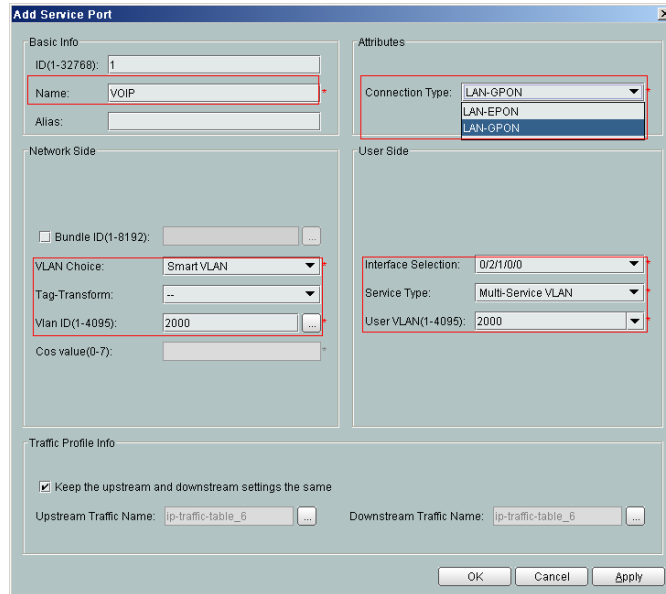 Add Service Port
Basic Info
ID(1-32768): 1
Name: VOIP *
Alias:
Attributes
Connection Type: LAN-GPON *
LAN-EPON
LAN-GPON
Network Side
Bundle ID(1-8192): ...
VLAN Choice: Smart VLAN *
Tag-Transform: --
Vlan ID(1-4095): 2000 ... *
Cos value(0-7): *
User Side
Interface Selection: 0/2/1/0/0 *
Service Type: Multi-Service VLAN *
User VLAN(1-4095): 2000 *
Traffic Profile Info
Keep the upstream and downstream settings the same
Upstream Traffic Name: ip-traffic-table_6 ... Downstream Traffic Name: ip-traffic-table_6 ...
OK Cancel Apply